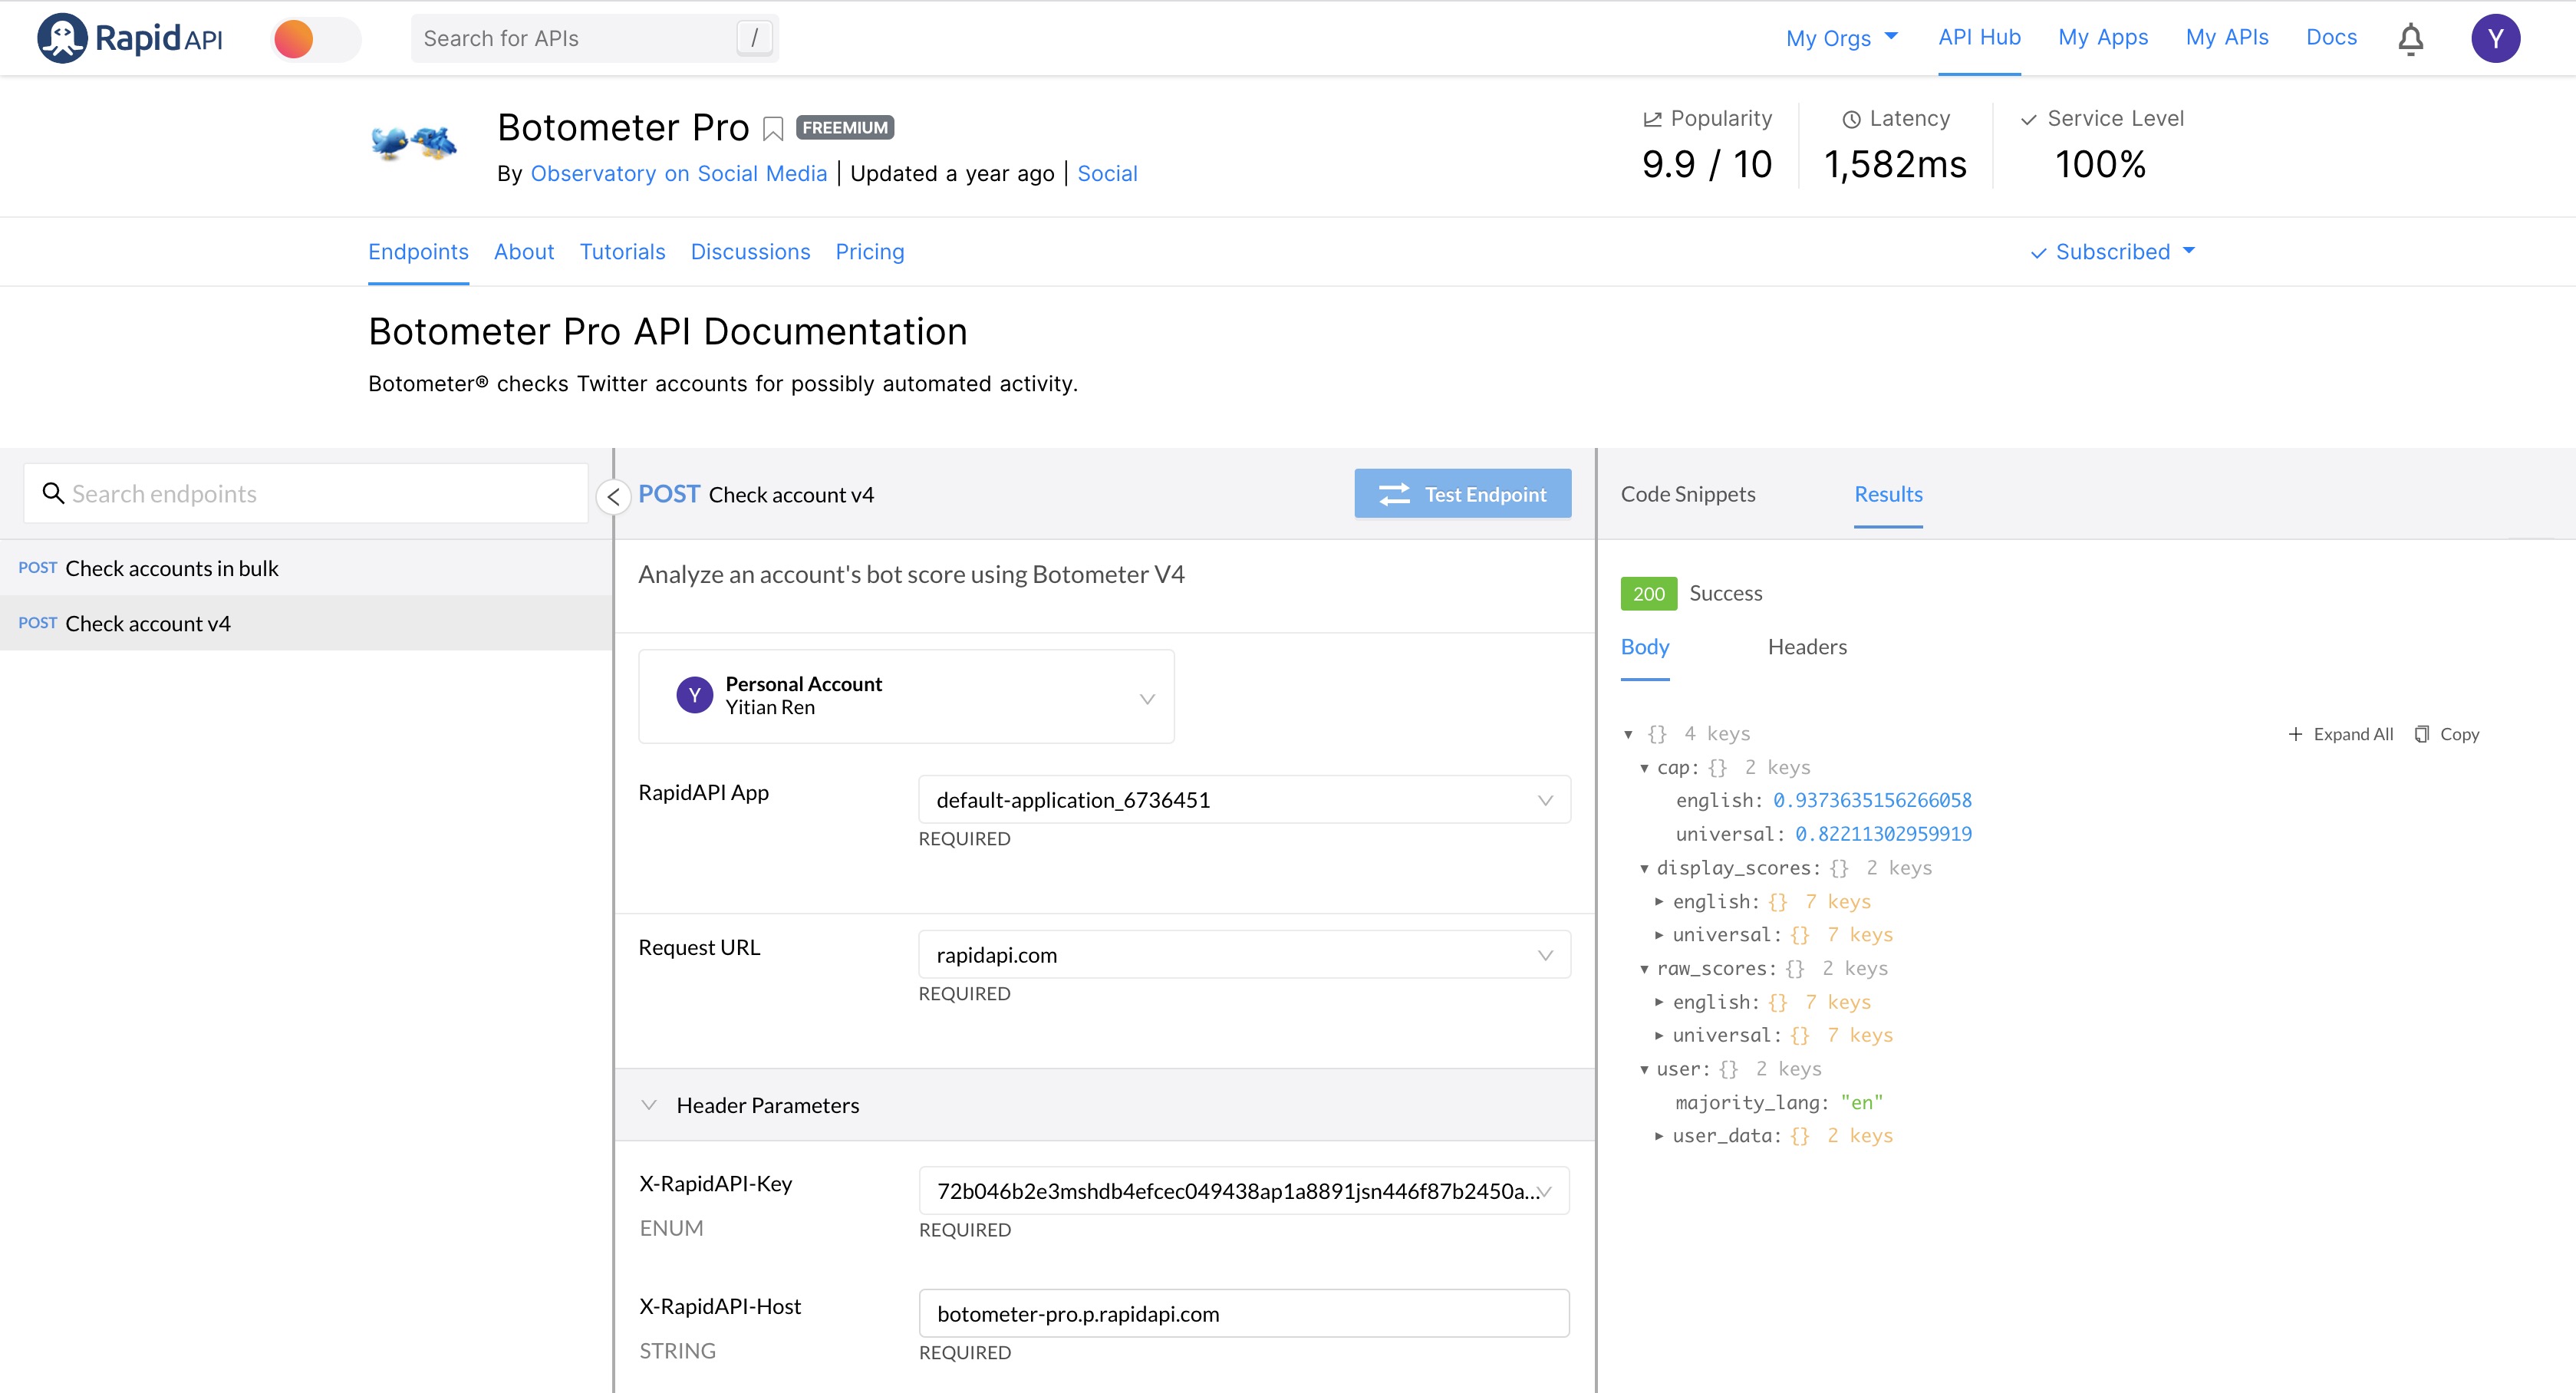 Rapid API
Search for APIs
/
My Orgs
API Hub
My Apps
My APIs
Docs
Y
Botometer Pro
FREEMIUM
By Observatory on Social Media | Updated a year ago | Social
Popularity
9.9 / 10
Latency
1,582ms
Service Level
100%
Endpoints
About
Tutorials
Discussions
Pricing
Subscribed
Botometer Pro API Documentation
Botometer® checks Twitter accounts for possibly automated activity.
Search endpoints
POST Check accounts in bulk
POST Check account v4
POST Check account v4
Test Endpoint
Analyze an account's bot score using Botometer V4
Y
Personal Account
Yitian Ren
RapidAPI App
default-application_6736451
REQUIRED
Request URL
rapidapi.com
REQUIRED
Header Parameters
X-RapidAPI-Key
ENUM
72b046b2e3mshdb4efcec049438ap1a8891jsn446f87b2450a...
REQUIRED
X-RapidAPI-Host
STRING
botometer-pro.p.rapidapi.com
REQUIRED
Code Snippets
Results
200 Success
Body
Headers
{} 4 keys
Expand All
Copy
cap: {} 2 keys
english: 0.9373635156266058
universal: 0.82211302959919
display_scores: {} 2 keys
english: {} 7 keys
universal: {} 7 keys
raw_scores: {} 2 keys
english: {} 7 keys
universal: {} 7 keys
user: {} 2 keys
majority_lang: "en"
user_data: {} 2 keys